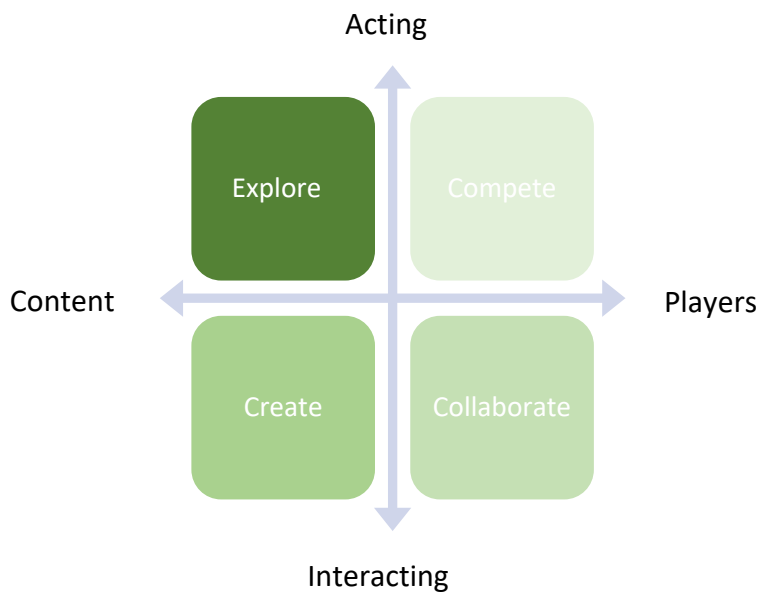 Acting
Explore
Compete
Content
Players
Create
Collaborate
Interacting